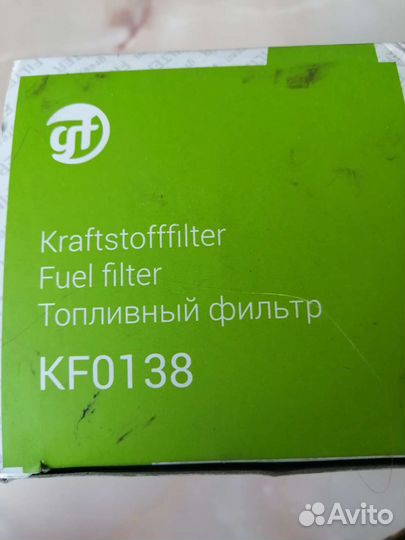 gf
Kraftstofffilter
Fuel filter
Топливный фильтр
KF0138
Avito